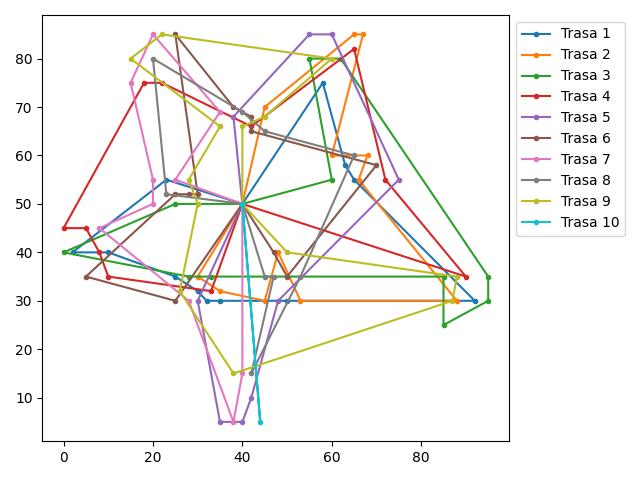 80
70
60
50
40
30
20
10
0
20
40
60
80
Trasa 1
Trasa 2
Trasa 3
Trasa 4
Trasa 5
Trasa 6
Trasa 7
Trasa 8
Trasa 9
Trasa 10